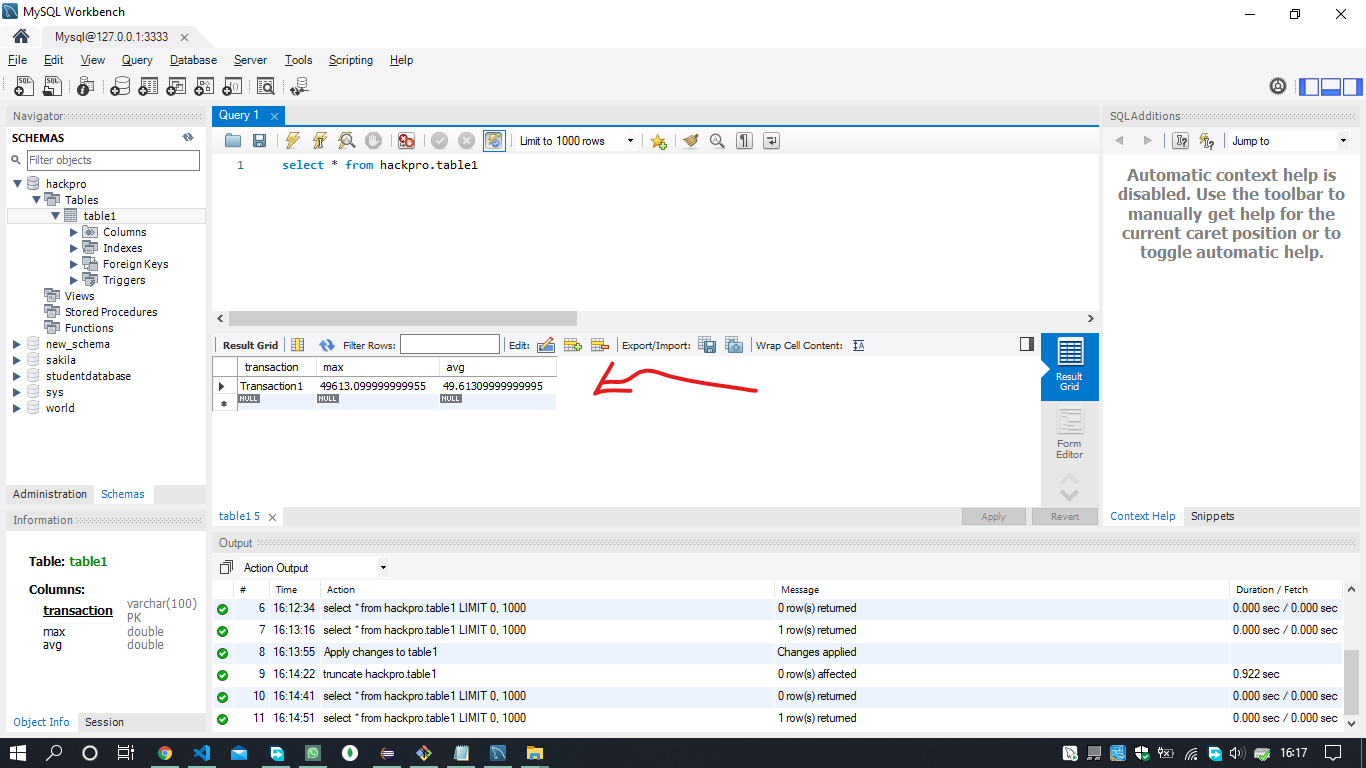 MySQL Workbench
Mysql@127.0.0.1:3333
File Edit View Query Database Server Tools Scripting Help
Navigator
SCHEMAS
Filter objects
hackpro
Tables
table1
Columns
Indexes
Foreign Keys
Triggers
Views
Stored Procedures
Functions
new_schema
sakila
studentdatabase
sys
world
Administration Schemas
Information
Table: table1
Columns:
transaction varchar(100)
PK
max double
avg double
Object Info Session
Query 1
Limit to 1000 rows
1 select * from hackpro.table1
Result Grid Filter Rows: Edit: Export/Import: Wrap Cell Content:
transaction max avg
Transaction1 49613.099999999955 49.61309999999995
NULL NULL NULL
Result
Grid
Form
Editor
table1 5
Apply Revert
SQLAdditions
Jump to
Automatic context help is
disabled. Use the toolbar to
manually get help for the
current caret position or to
toggle automatic help.
Context Help Snippets
Output
Action Output
# Time Action Message Duration / Fetch
6 16:12:34 select * from hackpro.table1 LIMIT 0, 1000 0 row(s) returned 0.000 sec / 0.000 sec
7 16:13:16 select * from hackpro.table1 LIMIT 0, 1000 1 row(s) returned 0.000 sec / 0.000 sec
8 16:13:55 Apply changes to table1 Changes applied
9 16:14:22 truncate hackpro.table1 0 row(s) affected 0.922 sec
10 16:14:41 select * from hackpro.table1 LIMIT 0, 1000 0 row(s) returned 0.000 sec / 0.000 sec
11 16:14:51 select * from hackpro.table1 LIMIT 0, 1000 1 row(s) returned 0.000 sec / 0.000 sec
16:17